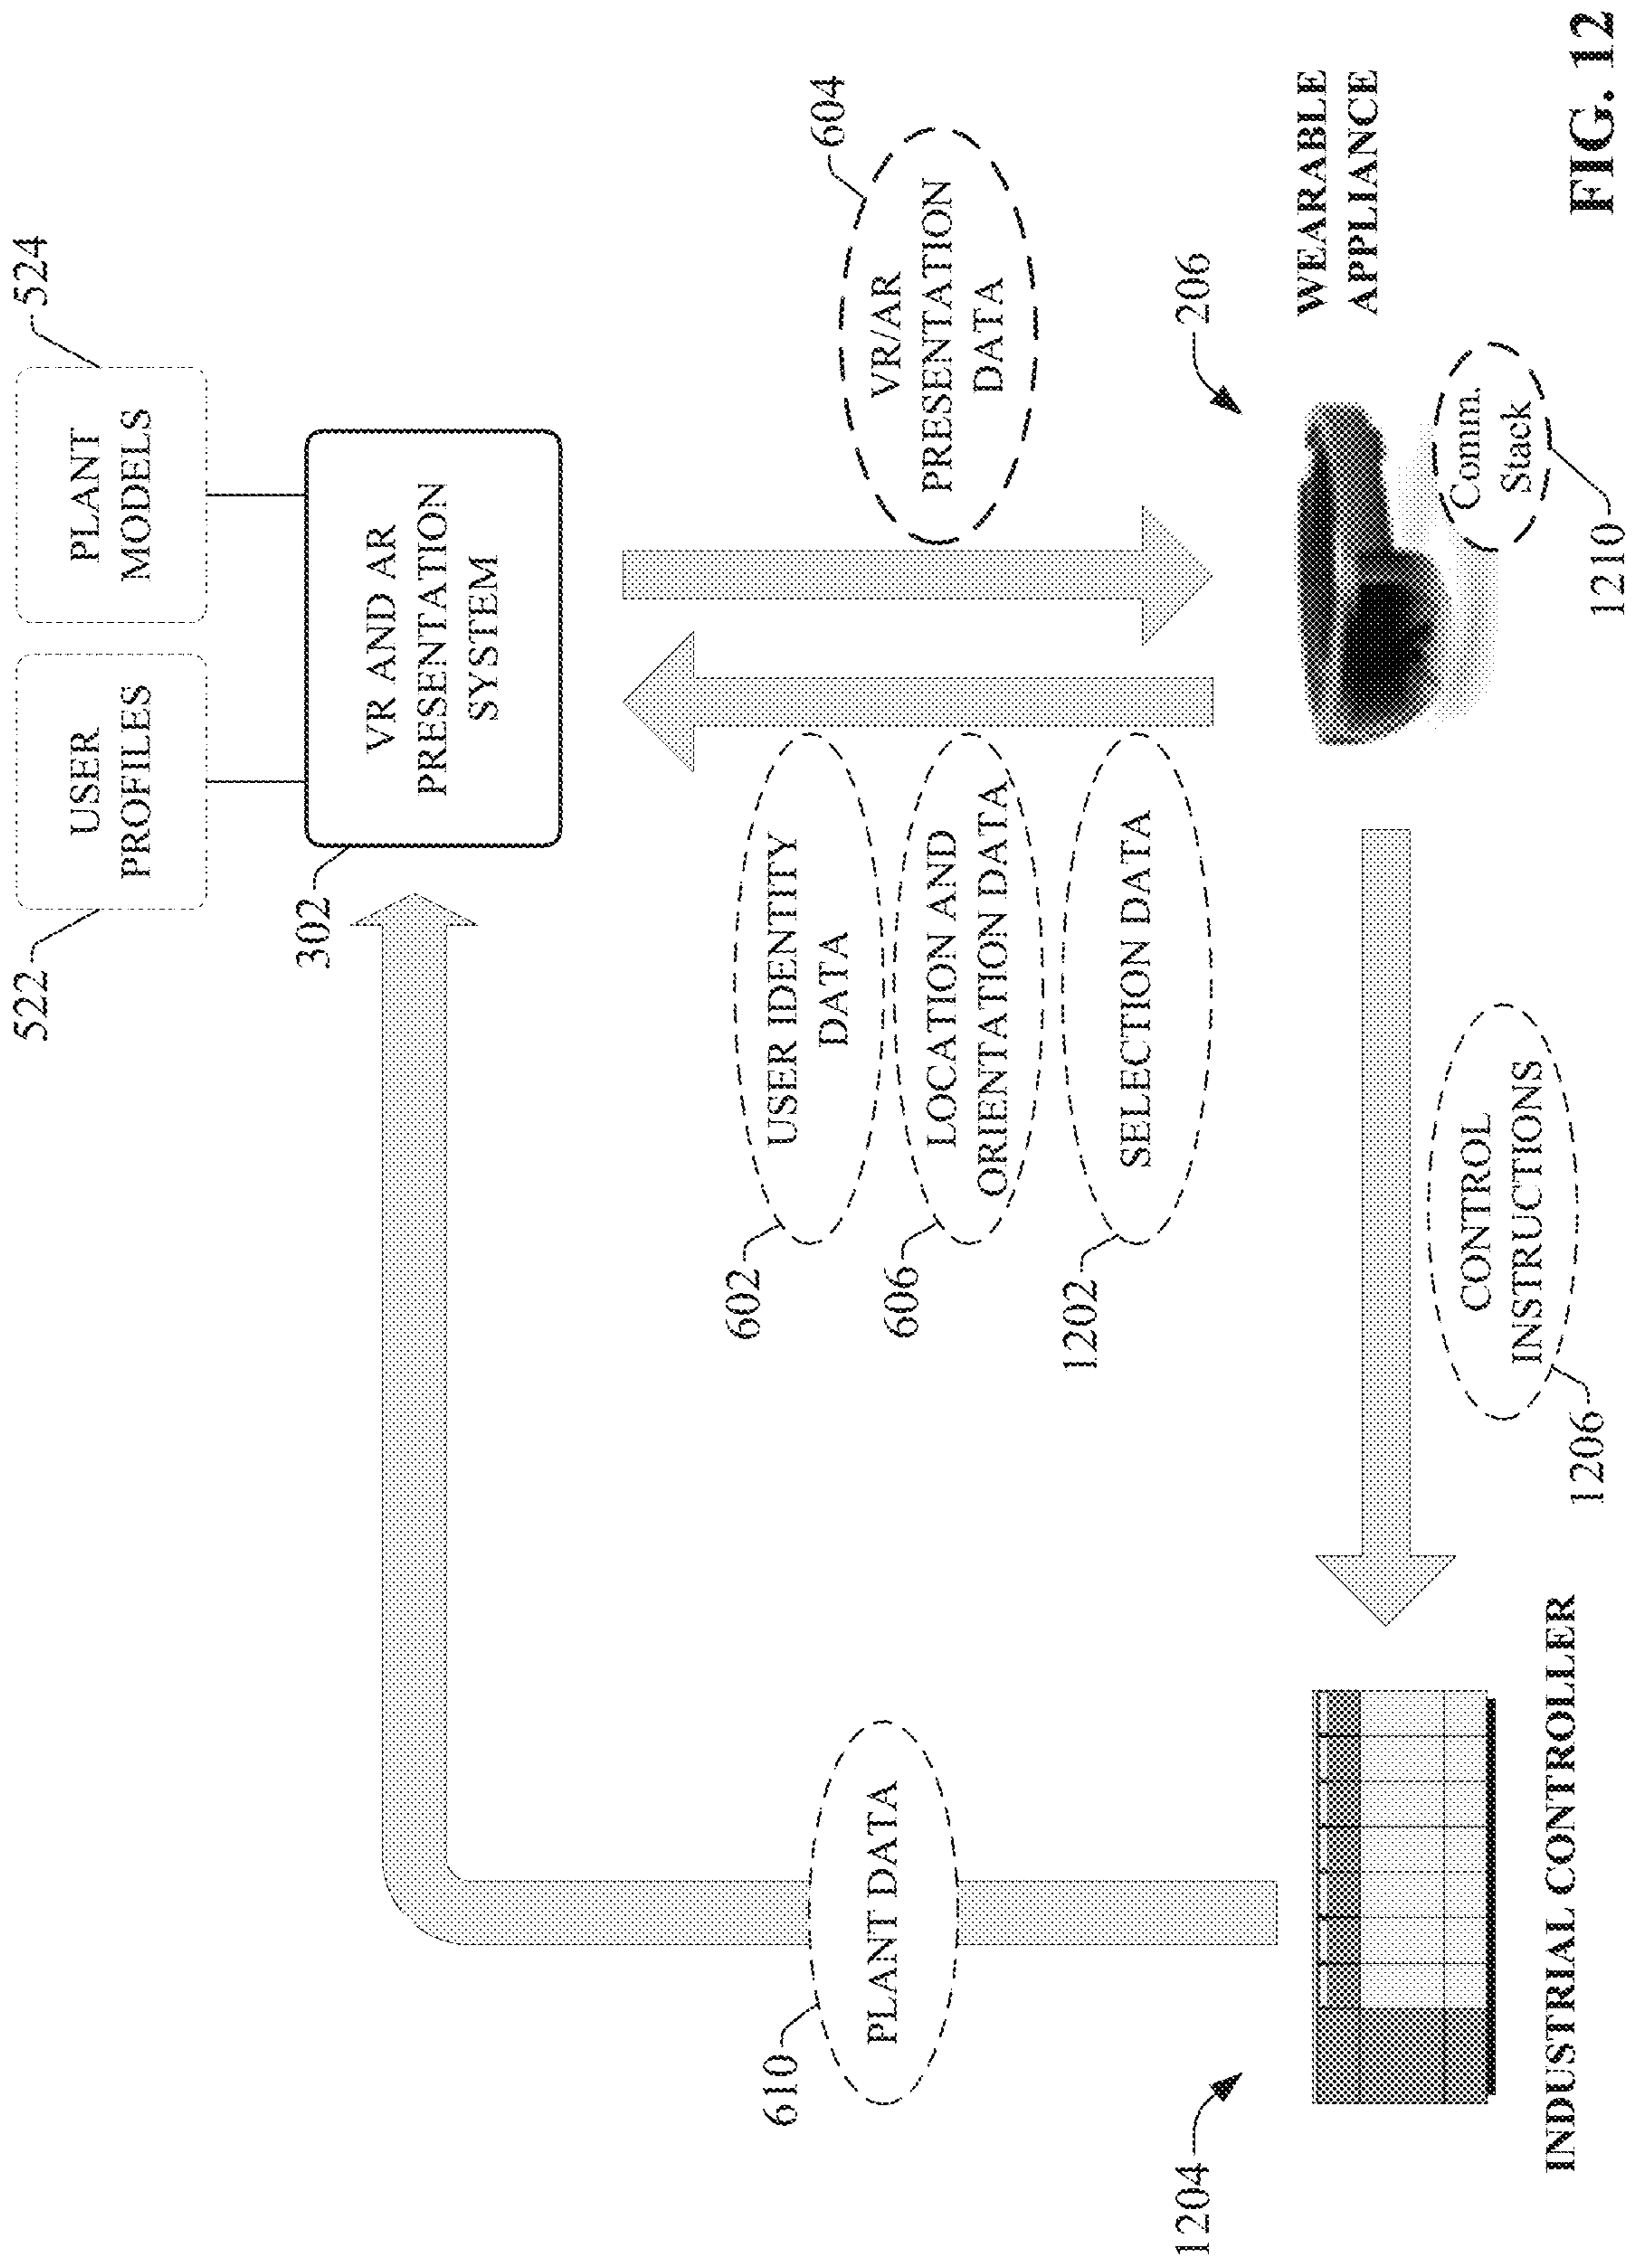 522
524
USER
PROFILES
PLANT
MODELS
302
VR AND AR
PRESENTATION
SYSTEM
610
PLANT DATA
602
USER IDENTITY
DATA
606
LOCATION AND
ORIENTATION DATA
1202
SELECTION DATA
604
VR/AR
PRESENTATION
DATA
1204
206
INDUSTRIAL CONTROLLER
CONTROL
INSTRUCTIONS
1206
Comm.
Stack
1210
WEARABLE
APPLIANCE
FIG. 12